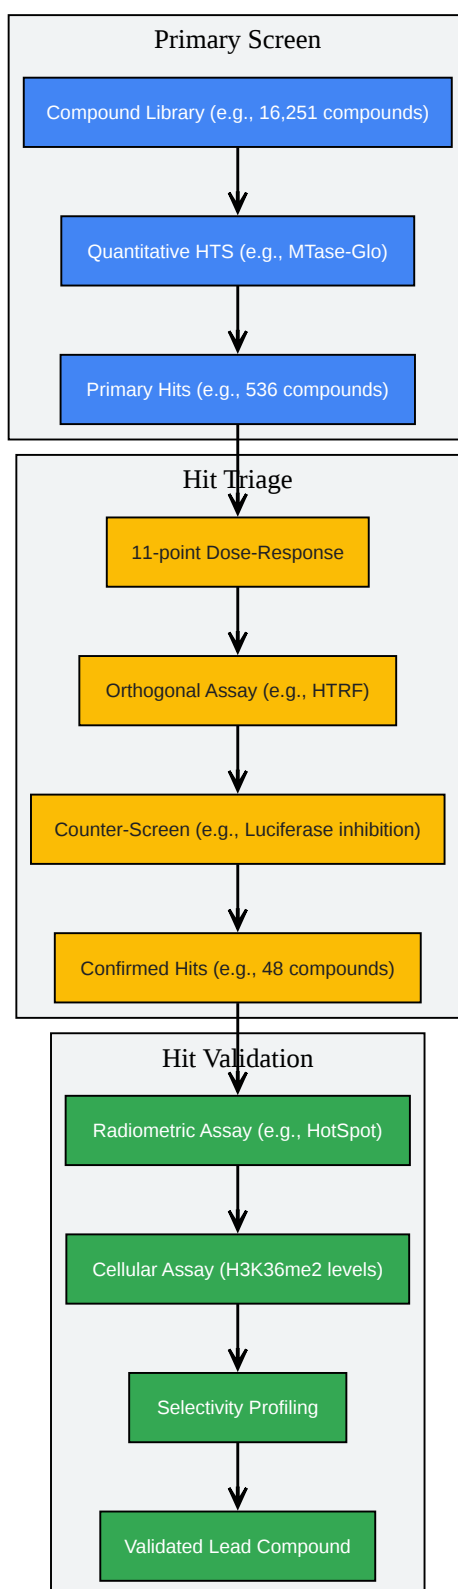 Primary Screen
Compound Library (e.g., 16,251 compounds)
Quantitative HTS (e.g., MTase-Glo)
Primary Hits (e.g., 536 compounds)
Hit Triage
11-point Dose-Response
Orthogonal Assay (e.g., HTRF)
Counter-Screen (e.g., Luciferase inhibition)
Confirmed Hits (e.g., 48 compounds)
Hit Validation
Radiometric Assay (e.g., HotSpot)
Cellular Assay (H3K36me2 levels)
Selectivity Profiling
Validated Lead Compound